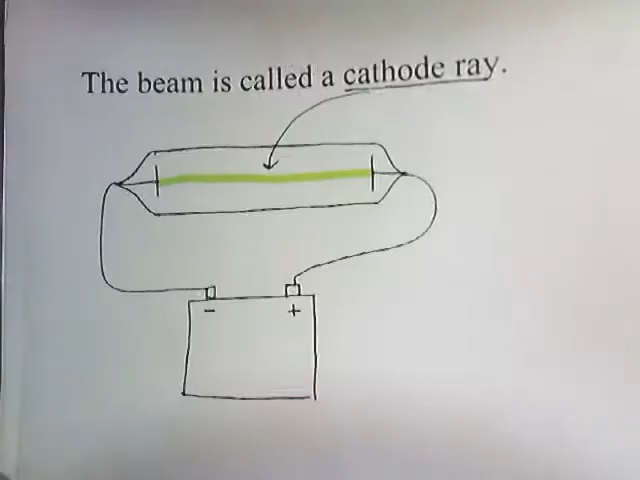 The beam is called a cathode ray.
- +